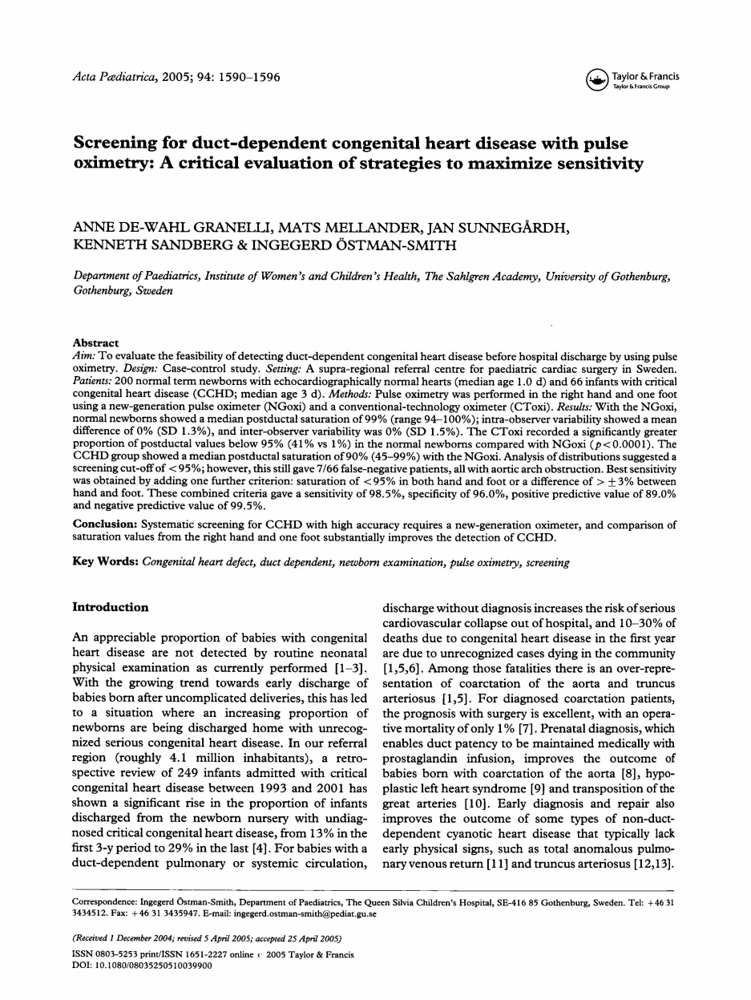 Acta Pædiatrica, 2005; 94: 1590–1596
Taylor & Francis
Taylor & Francis Group
Screening for duct-dependent congenital heart disease with pulse
oximetry: A critical evaluation of strategies to maximize sensitivity
ANNE DE-WAHL GRANELLI, MATS MELLANDER, JAN SUNNEGÅRDH,
KENNETH SANDBERG & INGEGERD ÖSTMAN-SMITH
Department of Paediatrics, Institute of Women's and Children's Health, The Sahlgren Academy, University of Gothenburg,
Gothenburg, Sweden
Abstract
Aim: To evaluate the feasibility of detecting duct-dependent congenital heart disease before hospital discharge by using pulse
oximetry. Design: Case-control study. Setting: A supra-regional referral centre for paediatric cardiac surgery in Sweden.
Patients: 200 normal term newborns with echocardiographically normal hearts (median age 1.0 d) and 66 infants with critical
congenital heart disease (CCHD; median age 3 d). Methods: Pulse oximetry was performed in the right hand and one foot
using a new-generation pulse oximeter (NGoxi) and a conventional-technology oximeter (CToxi). Results: With the NGoxi,
normal newborns showed a median postductal saturation of 99% (range 94–100%); intra-observer variability showed a mean
difference of 0% (SD 1.3%), and inter-observer variability was 0% (SD 1.5%). The CToxi recorded a significantly greater
proportion of postductal values below 95% (41% vs 1%) in the normal newborns compared with NGoxi (p<0.0001). The
CCHD group showed a median postductal saturation of 90% (45–99%) with the NGoxi. Analysis of distributions suggested a
screening cut-off of <95%; however, this still gave 7/66 false-negative patients, all with aortic arch obstruction. Best sensitivity
was obtained by adding one further criterion: saturation of <95% in both hand and foot or a difference of > ±3% between
hand and foot. These combined criteria gave a sensitivity of 98.5%, specificity of 96.0%, positive predictive value of 89.0%
and negative predictive value of 99.5%.
Conclusion: Systematic screening for CCHD with high accuracy requires a new-generation oximeter, and comparison of
saturation values from the right hand and one foot substantially improves the detection of CCHD.
Key Words: Congenital heart defect, duct dependent, newborn examination, pulse oximetry, screening
Introduction
An appreciable proportion of babies with congenital
heart disease are not detected by routine neonatal
physical examination as currently performed [1–3].
With the growing trend towards early discharge of
babies born after uncomplicated deliveries, this has led
to a situation where an increasing proportion of
newborns are being discharged home with unrecog-
nized serious congenital heart disease. In our referral
region (roughly 4.1 million inhabitants), a retro-
spective review of 249 infants admitted with critical
congenital heart disease between 1993 and 2001 has
shown a significant rise in the proportion of infants
discharged from the newborn nursery with undiag-
nosed critical congenital heart disease, from 13% in the
first 3-y period to 29% in the last [4]. For babies with a
duct-dependent pulmonary or systemic circulation,
discharge without diagnosis increases the risk of serious
cardiovascular collapse out of hospital, and 10–30% of
deaths due to congenital heart disease in the first year
are due to unrecognized cases dying in the community
[1,5,6]. Among those fatalities there is an over-repre-
sentation of coarctation of the aorta and truncus
arteriosus [1,5]. For diagnosed coarctation patients,
the prognosis with surgery is excellent, with an opera-
tive mortality of only 1% [7]. Prenatal diagnosis, which
enables duct patency to be maintained medically with
prostaglandin infusion, improves the outcome of
babies born with coarctation of the aorta [8], hypo-
plastic left heart syndrome [9] and transposition of the
great arteries [10]. Early diagnosis and repair also
improves the outcome of some types of non-duct-
dependent cyanotic heart disease that typically lack
early physical signs, such as total anomalous pulmo-
nary venous return [11] and truncus arteriosus [12,13].
Correspondence: Ingegerd Östman-Smith, Department of Paediatrics, The Queen Silvia Children's Hospital, SE-416 85 Gothenburg, Sweden. Tel: +46 31
3434512. Fax: +46 31 3435947. E-mail: ingegerd.ostman-smith@pediat.gu.se
(Received 1 December 2004; revised 5 April 2005; accepted 25 April 2005)
ISSN 0803-5253 print/ISSN 1651-2227 online 2005 Taylor & Francis
DOI: 10.1080/08035250510039900